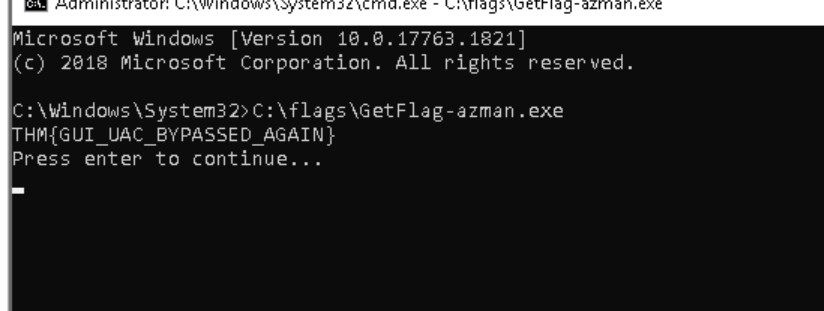 Administrator: C:\Windows\System32\cmd.exe - C:\flags\GetFlag-azman.exe
Microsoft Windows [Version 10.0.17763.1821]
(c) 2018 Microsoft Corporation. All rights reserved.
C:\Windows\System32>C:\flags\GetFlag-azman.exe
THM{GUI_UAC_BYPASSED_AGAIN}
Press enter to continue...